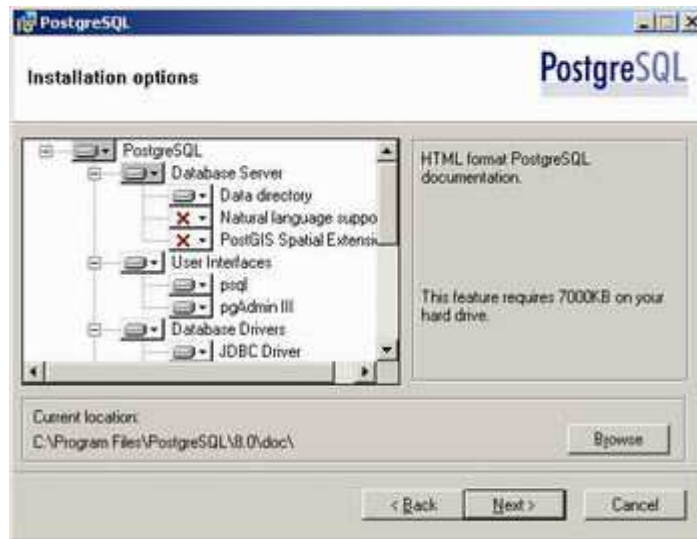 PostgreSQL
Installation options
PostgreSQL
PostgreSQL
Database Server
Data directory
Natural language suppo
PostGIS Spatial Extensi
User Interfaces
psql
pgAdmin III
Database Drivers
JDBC Driver
HTML format PostgreSQL
documentation.
This feature requires 7000KB on your
hard drive.
Current location:
C:\Program Files\PostgreSQL\8.0\doc\
Browse
< Back
Next >
Cancel